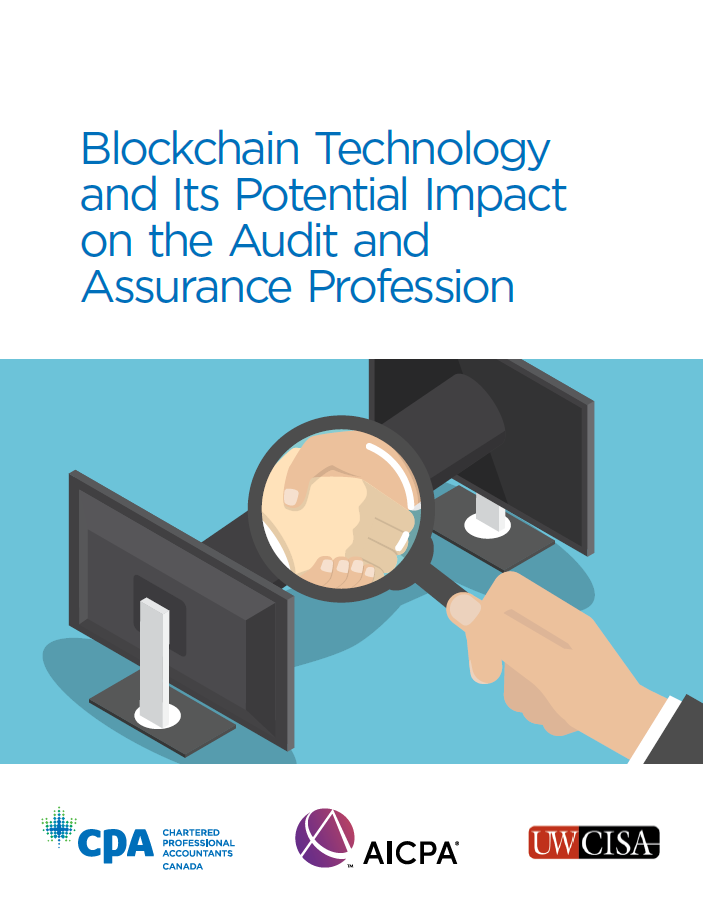 Blockchain Technology
and Its Potential Impact
on the Audit and
Assurance Profession
CPA
CHARTERED
PROFESSIONAL
ACCOUNTANTS
CANADA
AICPA®
™
UWCISA